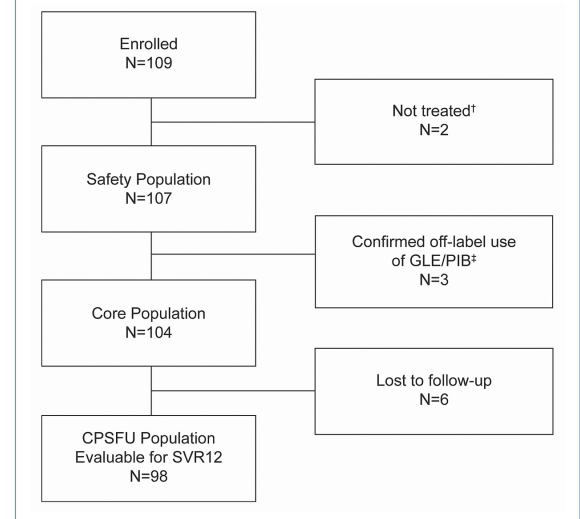 Enrolled
N=109
Not treated†
N=2
Safety Population
N=107
Confirmed off-label use
of GLE/PIB‡
N=3
Core Population
N=104
Lost to follow-up
N=6
CPSFU Population
Evaluable for SVR12
N=98